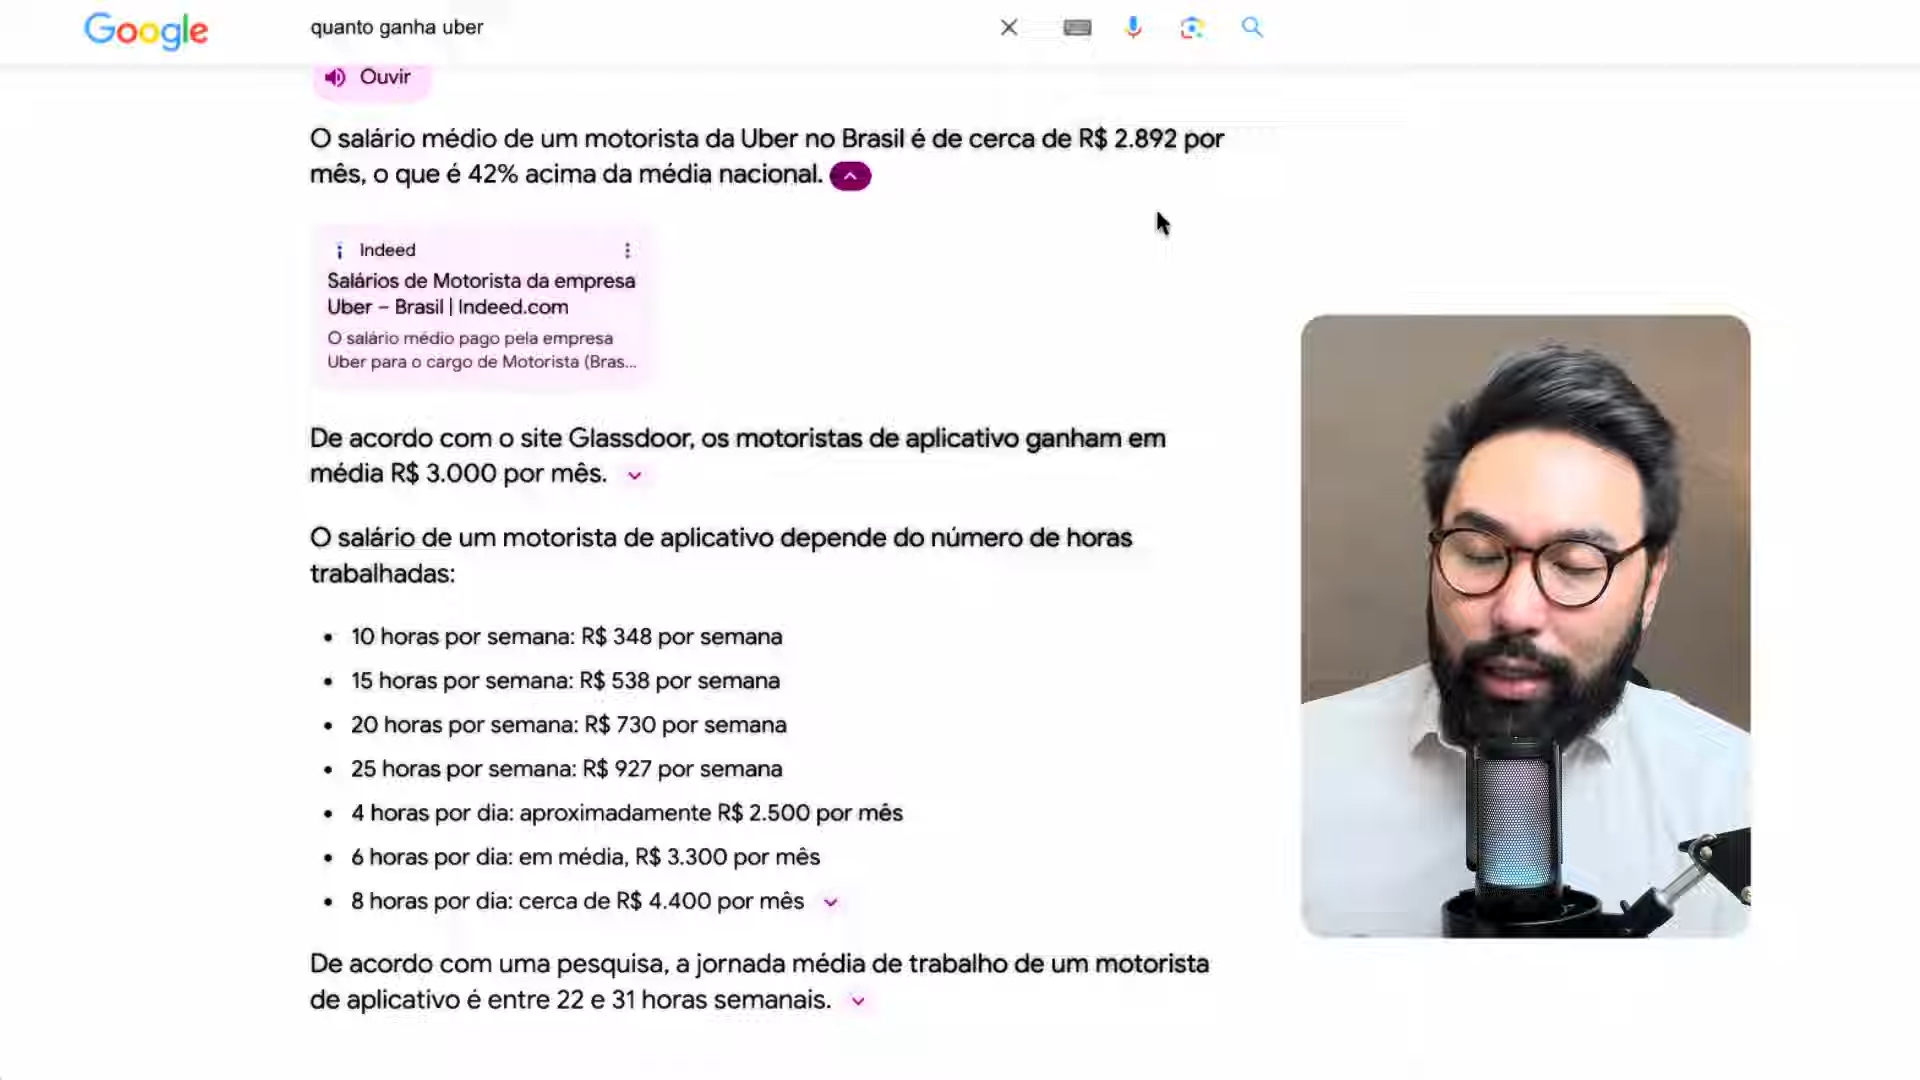 Google
quanto ganha uber
Ouvir
O salário médio de um motorista da Uber no Brasil é de cerca de R$ 2.892 por
mês, o que é 42% acima da média nacional.
Indeed
Salários de Motorista da empresa
Uber – Brasil | Indeed.com
O salário médio pago pela empresa
Uber para o cargo de Motorista (Bras...
De acordo com o site Glassdoor, os motoristas de aplicativo ganham em
média R$ 3.000 por mês.
O salário de um motorista de aplicativo depende do número de horas
trabalhadas:
• 10 horas por semana: R$ 348 por semana
• 15 horas por semana: R$ 538 por semana
• 20 horas por semana: R$ 730 por semana
• 25 horas por semana: R$ 927 por semana
• 4 horas por dia: aproximadamente R$ 2.500 por mês
• 6 horas por dia: em média, R$ 3.300 por mês
• 8 horas por dia: cerca de R$ 4.400 por mês
De acordo com uma pesquisa, a jornada média de trabalho de um motorista
de aplicativo é entre 22 e 31 horas semanais.